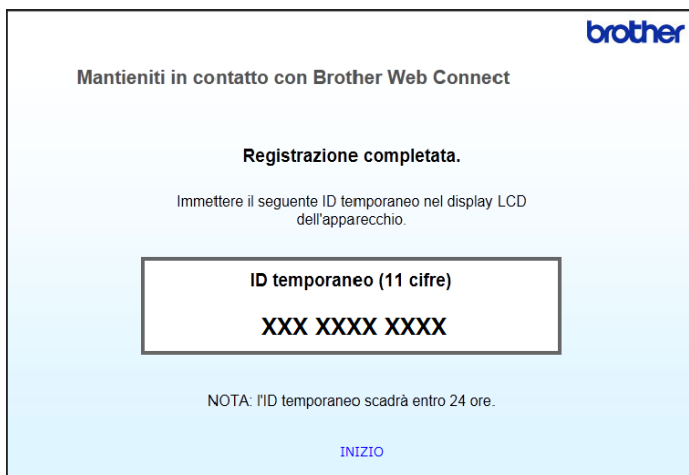 brother
Mantieniti in contatto con Brother Web Connect
Registrazione completata.
Immettere il seguente ID temporaneo nel display LCD
dell'apparecchio.
ID temporaneo (11 cifre)
XXX XXXX XXXX
NOTA: l'ID temporaneo scadrà entro 24 ore.
INIZIO